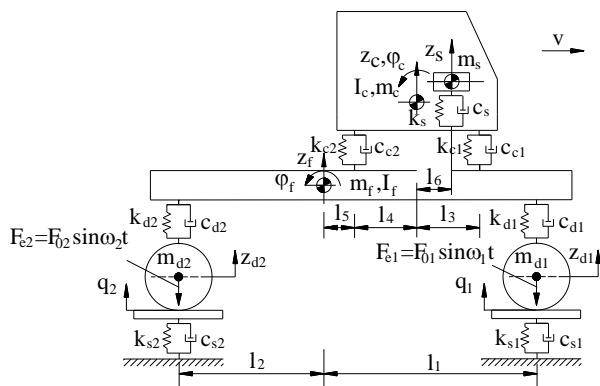 v
z_S m_s
z_c,φ_c
I_c,m_c
k_s c_s
k_c2 c_c2 k_c1 c_c1
z_f
φ_f m_f,I_f l_6
k_d2 c_d2 l_5 l_4 l_3 k_d1 c_d1
F_e2=F_02 sinω_2t F_e1=F_01 sinω_1t
m_d2 z_d2 m_d1 z_d1
q_2 q_1
k_s2 c_s2 k_s1 c_s1
l_2 l_1